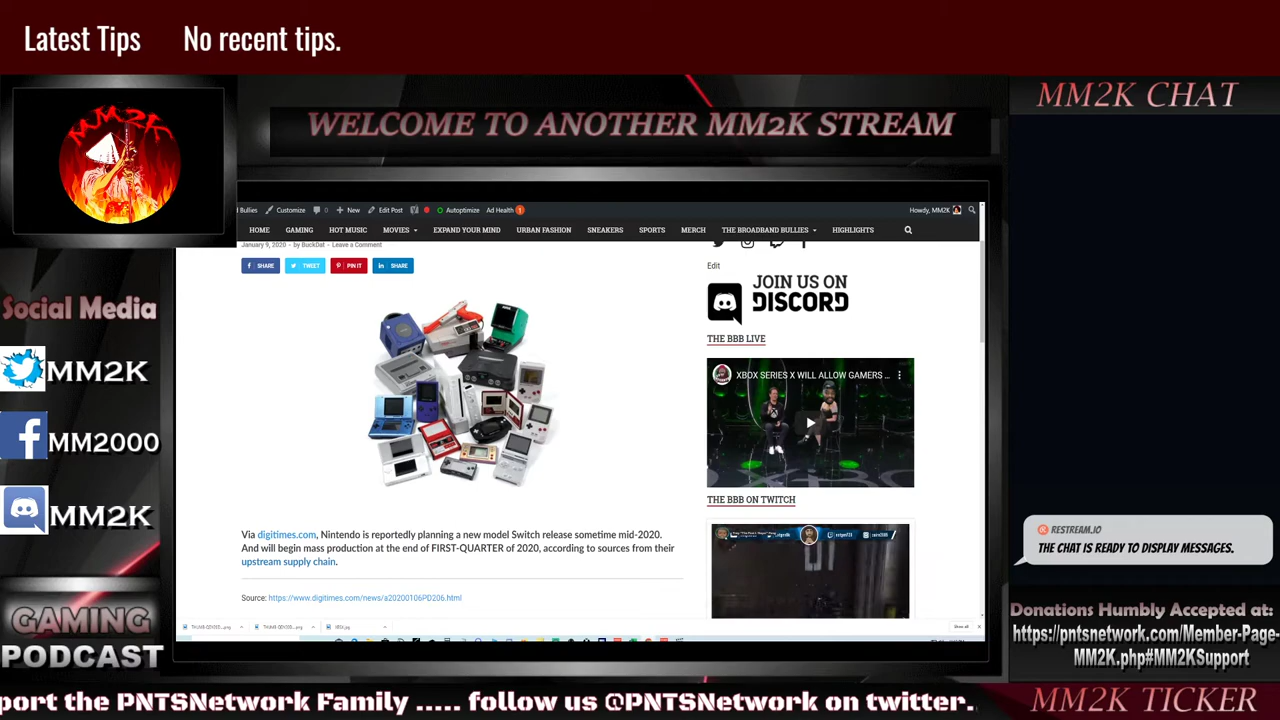 Latest Tips No recent tips.
MM2K
WELCOME TO ANOTHER MM2K STREAM
MM2K CHAT
Bullies Customize 0 New Edit Post Autoptimize Ad Health 1 Howdy, MM2K
HOME GAMING HOT MUSIC MOVIES EXPAND YOUR MIND URBAN FASHION SNEAKERS SPORTS MERCH THE BROADBAND BULLIES HIGHLIGHTS
January 9, 2020 - by BuckDat - Leave a Comment
SHARE TWEET PIN IT SHARE
Edit
JOIN US ON
DISCORD
THE BBB LIVE
XBOX SERIES X WILL ALLOW GAMERS ...
THE BBB ON TWITCH
Via digitimes.com, Nintendo is reportedly planning a new model Switch release sometime mid-2020.
And will begin mass production at the end of FIRST-QUARTER of 2020, according to sources from their
upstream supply chain.
Source: https://www.digitimes.com/news/a20200106PD206.html
Show all
Social Media
MM2K
MM2000
MM2K
GAMING
PODCAST
RESTREAM.IO
THE CHAT IS READY TO DISPLAY MESSAGES.
Donations Humbly Accepted at:
https://pntsnetwork.com/Member-Page-
MM2K.php#MM2KSupport
port the PNTSNetwork Family ..... follow us @PNTSNetwork on twitter.
MM2K TICKER